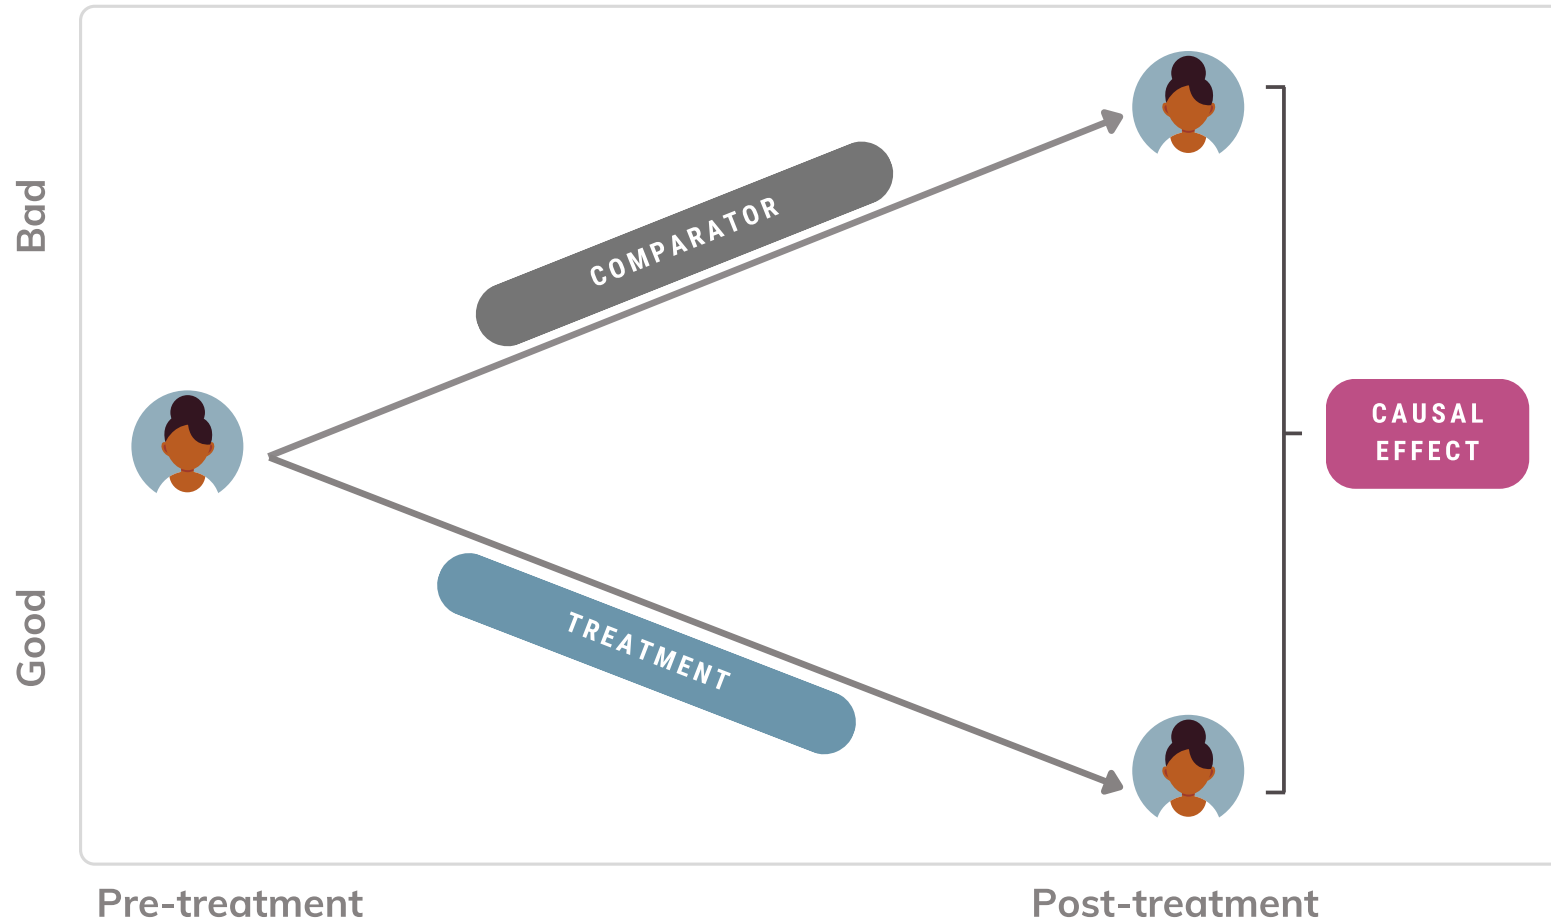 Bad
COMPARATOR
CAUSAL
EFFECT
Good
TREATMENT
Pre-treatment
Post-treatment